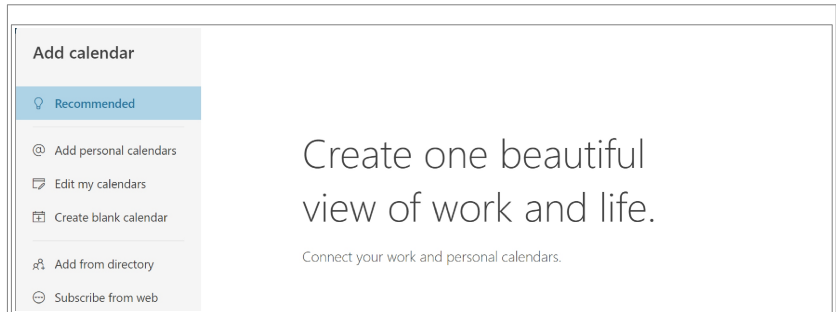 Add calendar
Recommended
Add personal calendars
Edit my calendars
Create blank calendar
Add from directory
Subscribe from web
Create one beautiful
view of work and life.
Connect your work and personal calendars.